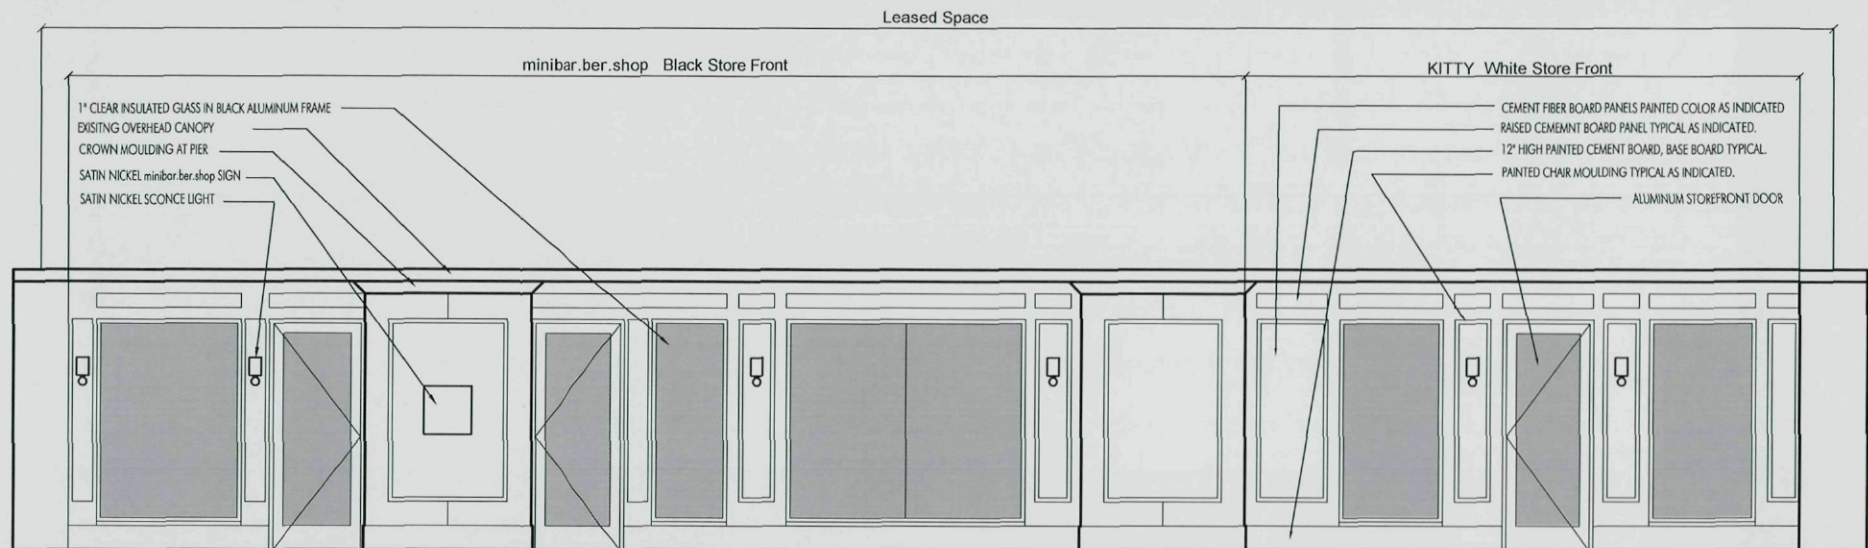 Leased Space
minibar.ber.shop Black Store Front
KITTY White Store Front
1" CLEAR INSULATED GLASS IN BLACK ALUMINUM FRAME
EXISITNG OVERHEAD CANOPY
CROWN MOULDING AT PIER
SATIN NICKEL minibar.ber.shop SIGN
SATIN NICKEL SCONCE LIGHT
CEMENT FIBER BOARD PANELS PAINTED COLOR AS INDICATED
RAISED CEMEMNT BOARD PANEL TYPICAL AS INDICATED.
12" HIGH PAINTED CEMENT BOARD, BASE BOARD TYPICAL.
PAINTED CHAIR MOULDING TYPICAL AS INDICATED.
ALUMINUM STOREFRONT DOOR